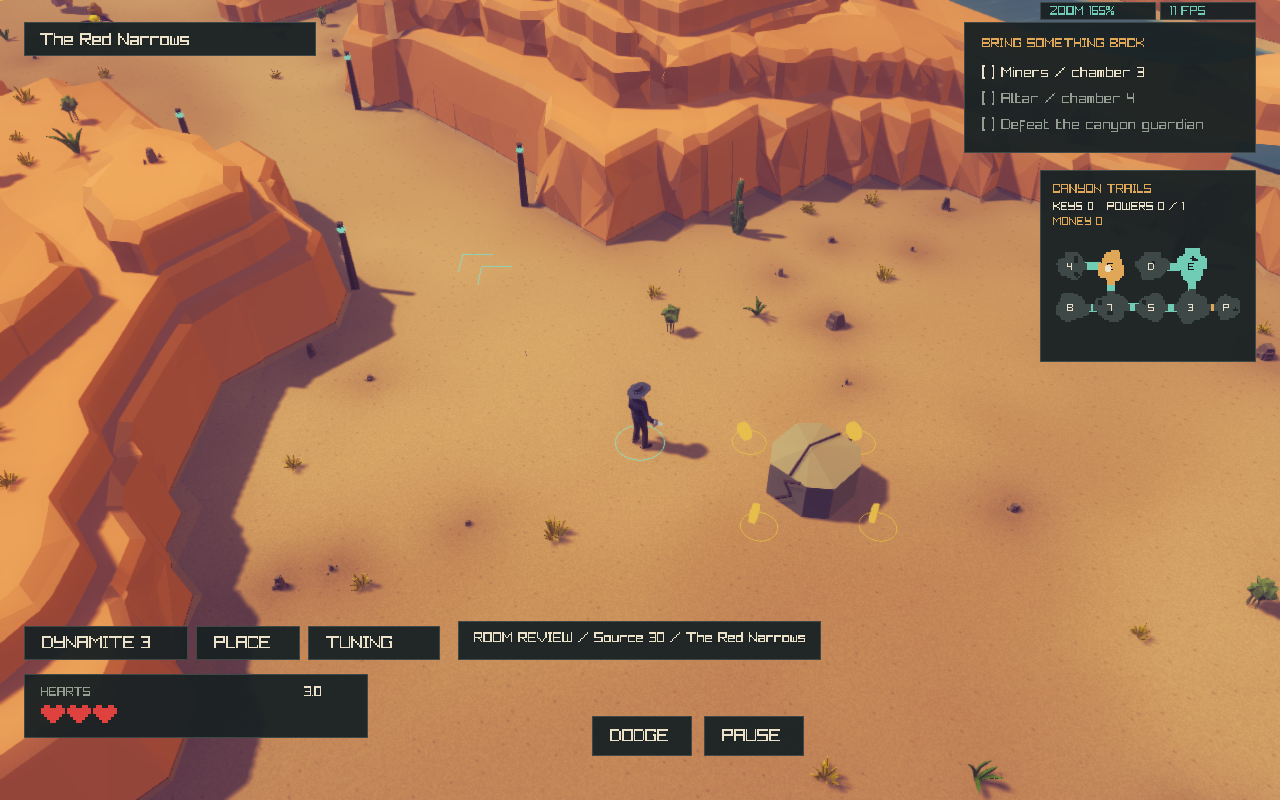 The Red Narrows
ZOOM 165%
11 FPS
BRING SOMETHING BACK
[ ] Miners / chamber 3
[ ] Altar / chamber 4
[ ] Defeat the canyon guardian
CANYON TRAILS
KEYS 0 POWERS 0 / 1
MONEY 0
4
D
E
B
7
5
3
P
DYNAMITE 3
PLACE
TUNING
ROOM REVIEW / Source 30 / The Red Narrows
HEARTS
3.0
DODGE
PAUSE